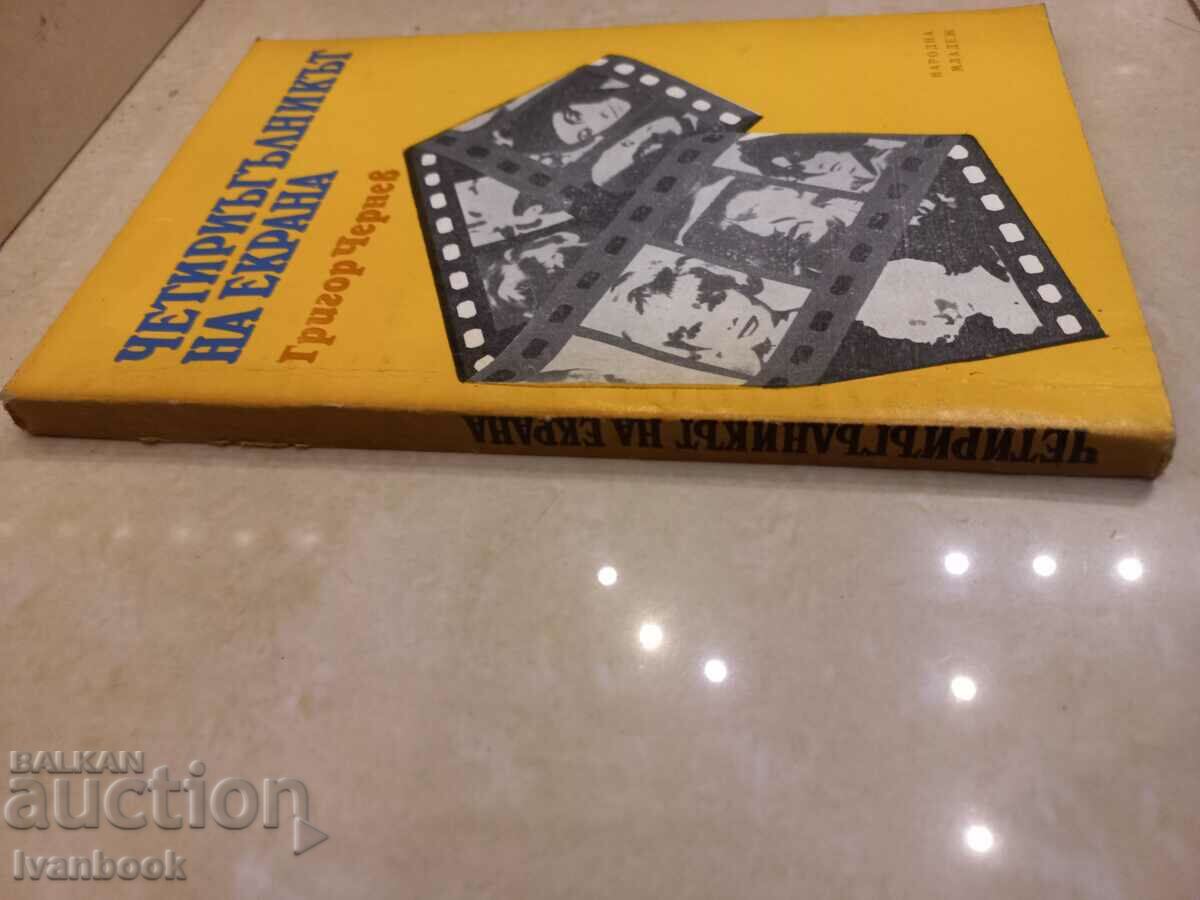 ЧЕТИРИЪГЪЛНИКЪТ
НА ЕКРАНА
Григор Чернев
НАРОДНА
МЛАДЕЖ
ЧЕТИРИЪГЪЛНИКЪТ НА ЕКРАНА
BALKAN
auction
Ivanbook